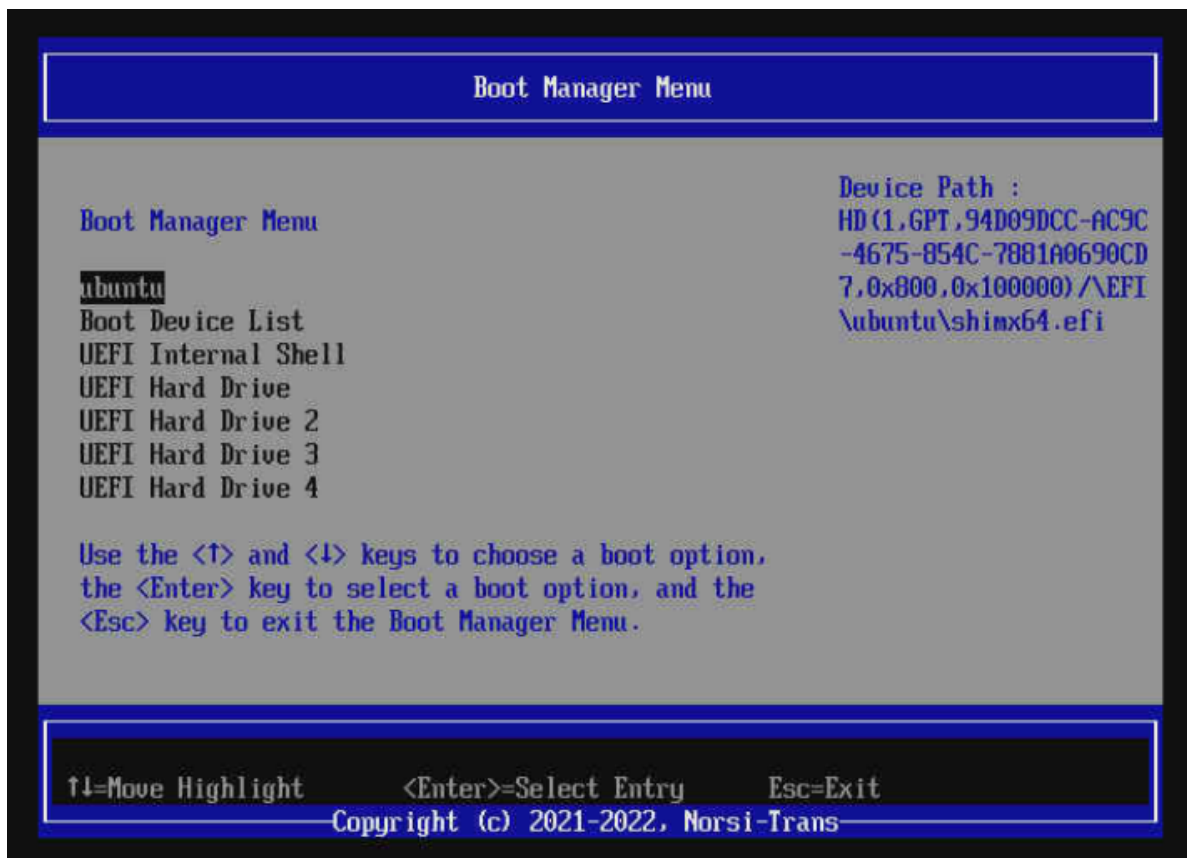 Boot Manager Menu
Boot Manager Menu
ubuntu
Boot Device List
UEFI Internal Shell
UEFI Hard Drive
UEFI Hard Drive 2
UEFI Hard Drive 3
UEFI Hard Drive 4
Use the <↑> and <↓> keys to choose a boot option,
the <Enter> key to select a boot option, and the
<Esc> key to exit the Boot Manager Menu.
Device Path :
HD(1,GPT,94D09DCC-AC9C
-4675-854C-7881A0690CD
7,0x800,0x100000)/\EFI
\ubuntu\shimx64.efi
↑↓=Move Highlight <Enter>=Select Entry Esc=Exit
Copyright (c) 2021-2022, Norsi-Trans